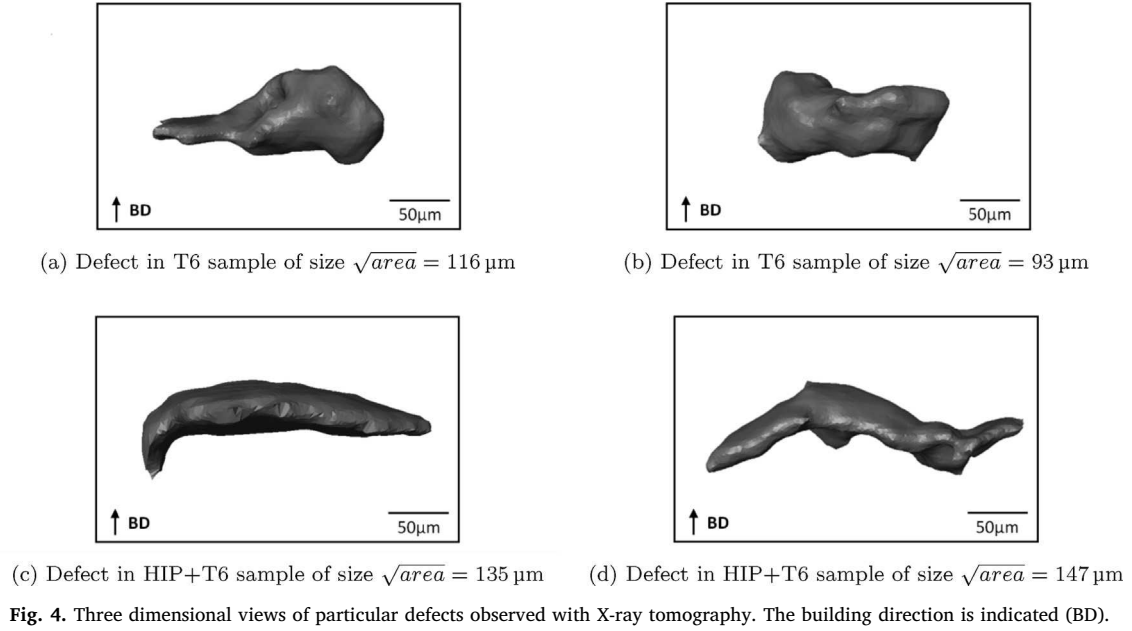 BD
50μm
BD
50μm
(a) Defect in T6 sample of size √area = 116 μm
(b) Defect in T6 sample of size √area = 93 μm
BD
50μm
BD
50μm
(c) Defect in HIP+T6 sample of size √area = 135 μm
(d) Defect in HIP+T6 sample of size √area = 147 μm
Fig. 4. Three dimensional views of particular defects observed with X-ray tomography. The building direction is indicated (BD).